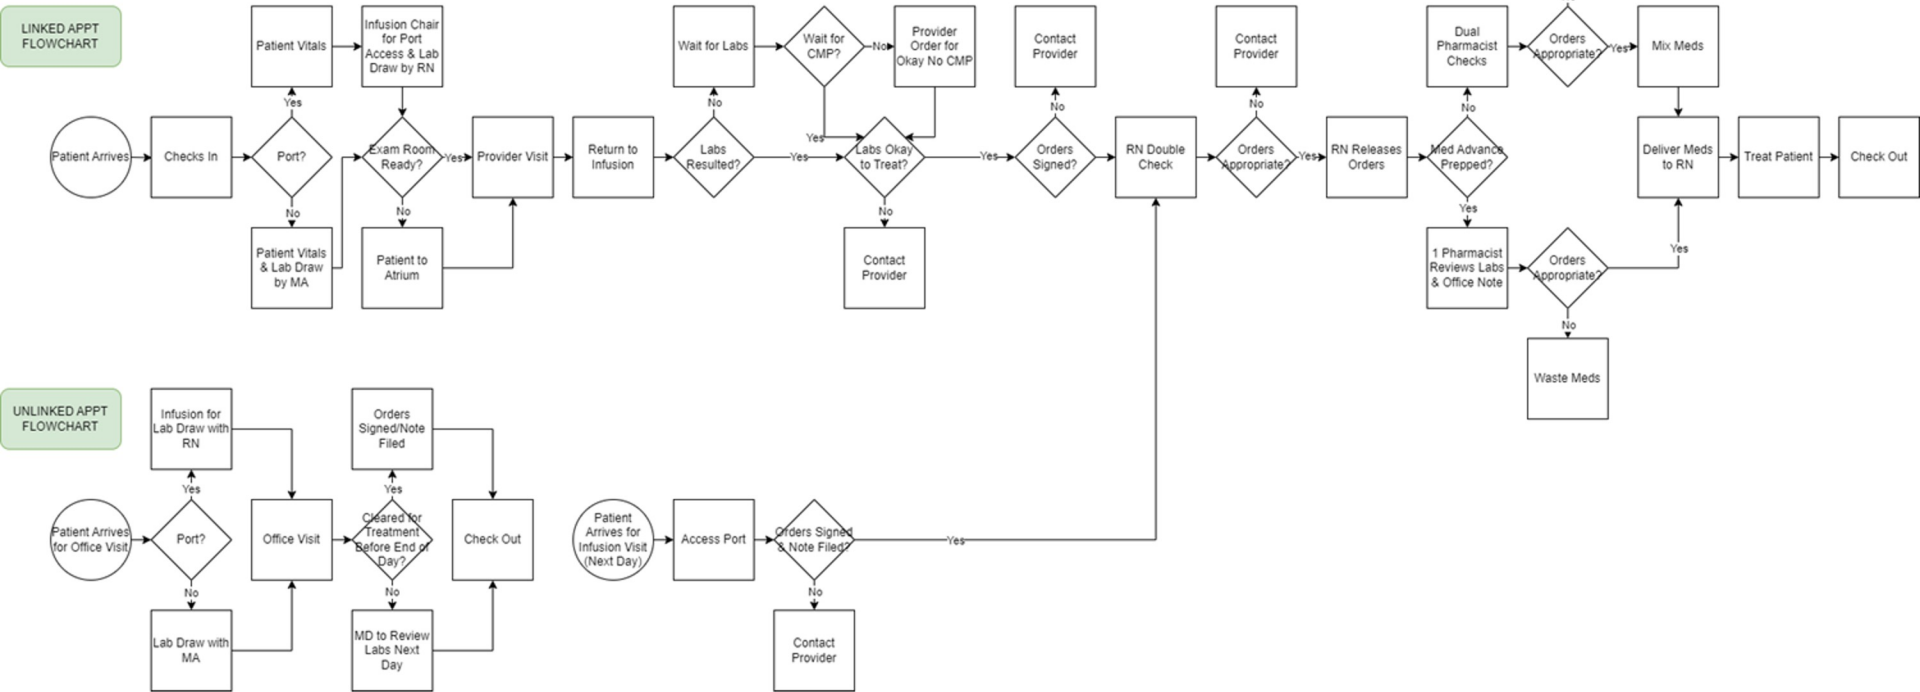 LINKED APPT
FLOWCHART
Patient Arrives
Checks In
Port?
Yes
Patient Vitals
No
Patient Vitals
& Lab Draw
by MA
Infusion Chair
for Port
Access & Lab
Draw by RN
Exam Room
Ready?
Yes
No
Patient to
Atrium
Provider Visit
Return to
Infusion
Labs
Resulted?
No
Wait for Labs
Wait for
CMP?
No
Provider
Order for
Okay No CMP
Yes
Yes
Labs Okay
to Treat?
No
Contact
Provider
Yes
Orders
Signed?
No
Contact
Provider
RN Double
Check
Orders
Appropriate?
No
Contact
Provider
Yes
RN Releases
Orders
Med Advance
Prepped?
No
Dual
Pharmacist
Checks
Orders
Appropriate?
Yes
Mix Meds
Yes
1 Pharmacist
Reviews Labs
& Office Note
Orders
Appropriate?
Yes
No
Waste Meds
Deliver Meds
to RN
Treat Patient
Check Out
UNLINKED APPT
FLOWCHART
Patient Arrives
for Office Visit
Port?
Yes
Infusion for
Lab Draw with
RN
No
Lab Draw with
MA
Office Visit
Cleared for
Treatment
Before End of
Day?
Yes
Orders
Signed/Note
Filed
No
MD to Review
Labs Next
Day
Check Out
Patient
Arrives for
Infusion Visit
(Next Day)
Access Port
Orders Signed
& Note Filed?
Yes
No
Contact
Provider